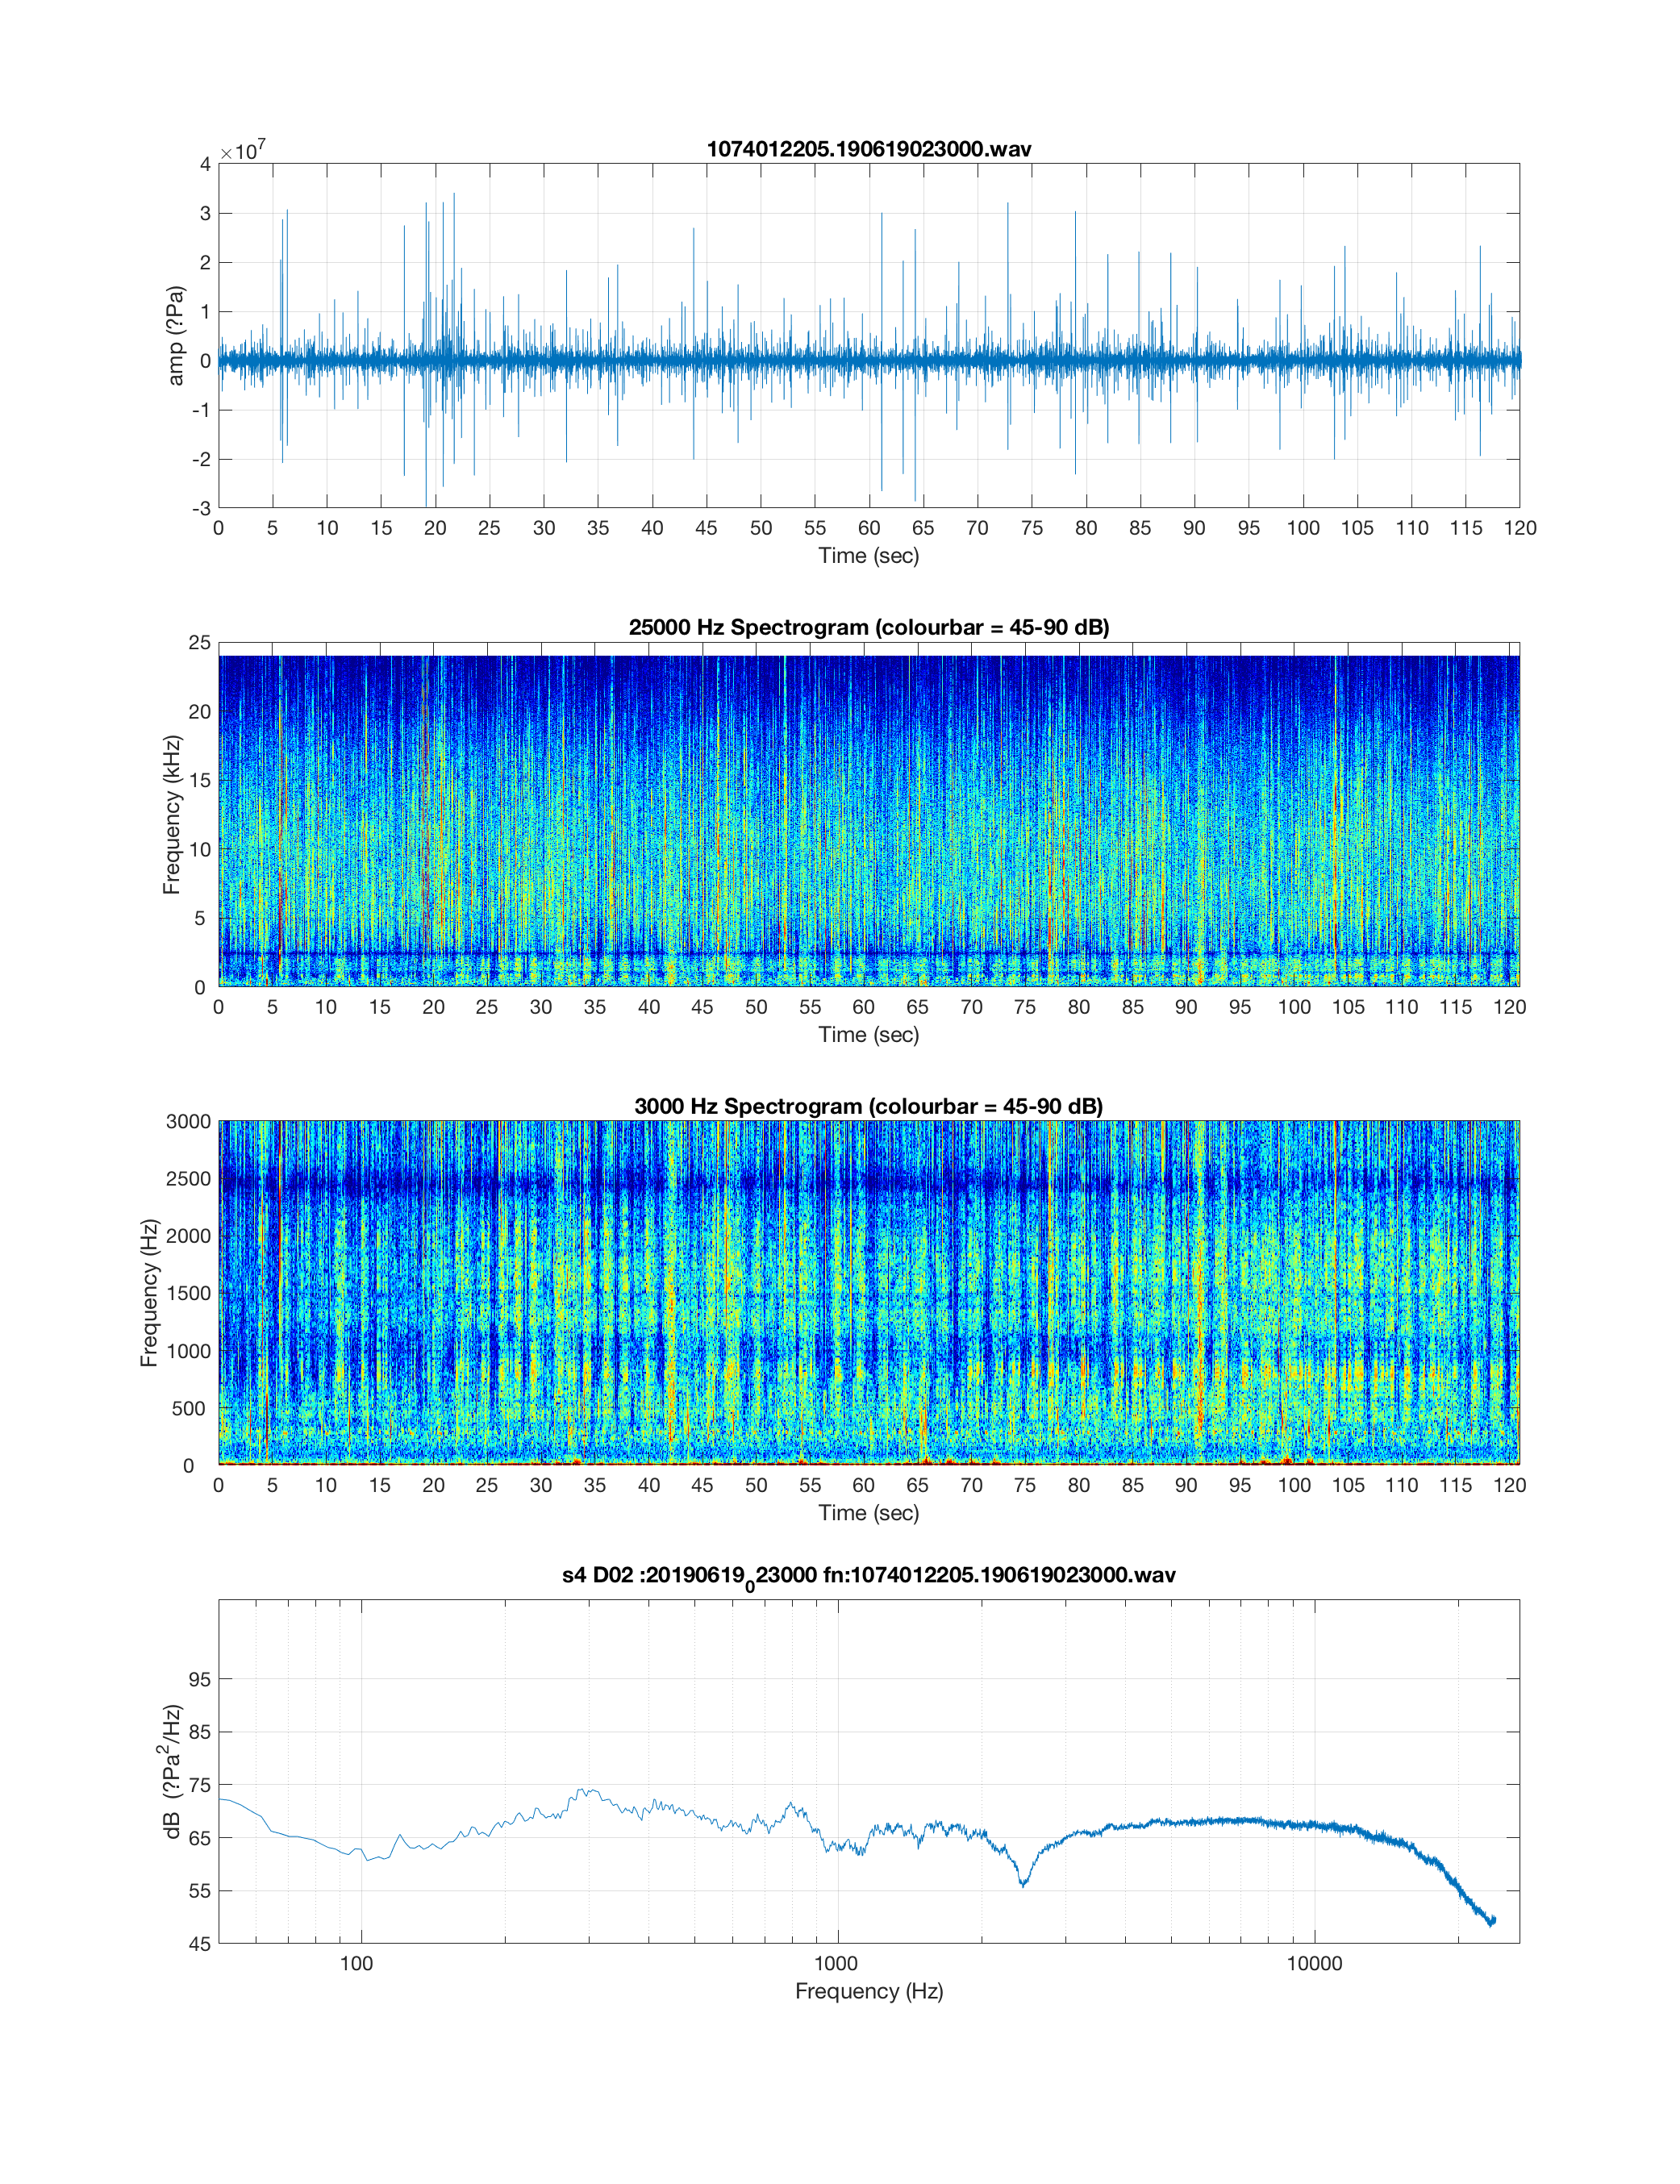 1074012205.190619023000.wav
×10⁷
4
3
2
1
0
-1
-2
-3
amp (?Pa)
0 5 10 15 20 25 30 35 40 45 50 55 60 65 70 75 80 85 90 95 100 105 110 115 120
Time (sec)
25000 Hz Spectrogram (colourbar = 45-90 dB)
25
20
15
10
5
0
Frequency (kHz)
0 5 10 15 20 25 30 35 40 45 50 55 60 65 70 75 80 85 90 95 100 105 110 115 120
Time (sec)
3000 Hz Spectrogram (colourbar = 45-90 dB)
3000
2500
2000
1500
1000
500
0
Frequency (Hz)
0 5 10 15 20 25 30 35 40 45 50 55 60 65 70 75 80 85 90 95 100 105 110 115 120
Time (sec)
s4 D02 :20190619₀23000 fn:1074012205.190619023000.wav
95
85
75
65
55
45
dB (?Pa²/Hz)
100 1000 10000
Frequency (Hz)